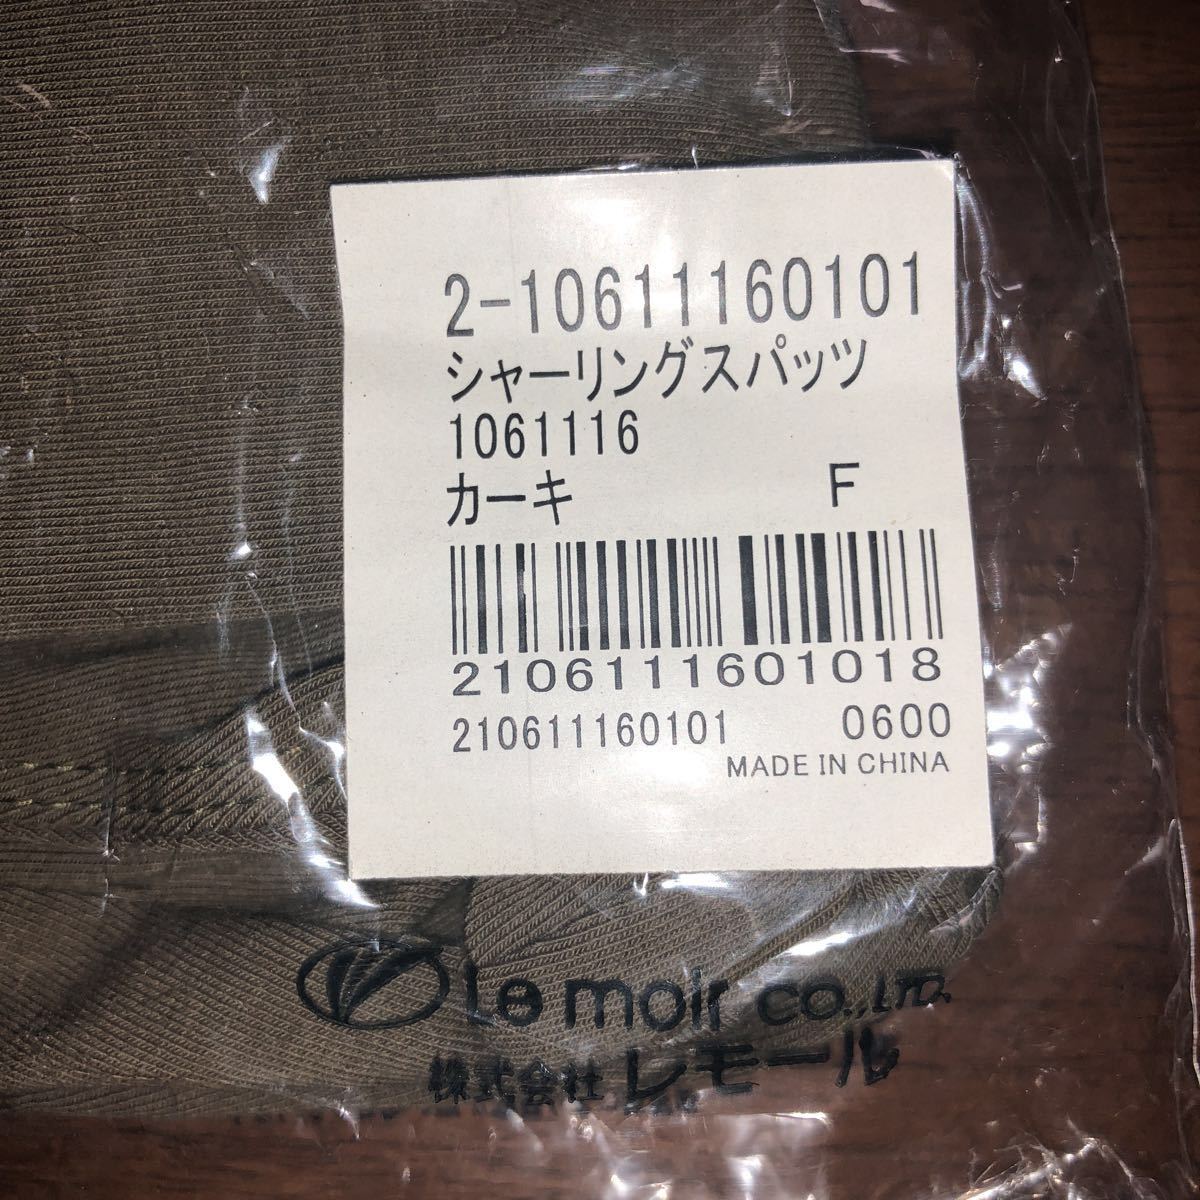 2-10611160101
シャーリングスパッツ
1061116
カーキ F
2106111601018
210611160101 0600
MADE IN CHINA
Le moir co.,LTD.
株式会社 レモール